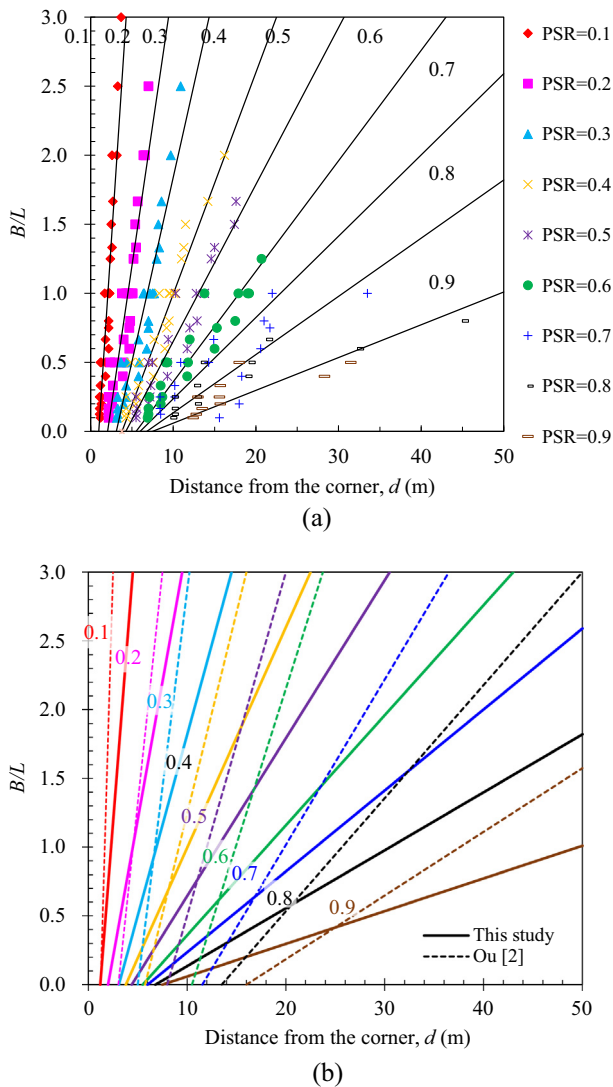 3.0
0.1 0.2 0.3 0.4 0.5 0.6
PSR=0.1
0.7
PSR=0.2
2.5
PSR=0.3
0.8
2.0
PSR=0.4
B/L
1.5
PSR=0.5
0.9
PSR=0.6
1.0
PSR=0.7
0.5
PSR=0.8
0.0
PSR=0.9
0 10 20 30 40 50
Distance from the corner, d (m)
(a)
3.0
0.1
2.5
0.2
0.3
2.0
0.4
B/L
1.5
0.5
1.0
0.6
0.7
0.8
0.9
0.5
This study
Ou [2]
0.0
0 10 20 30 40 50
Distance from the corner, d (m)
(b)